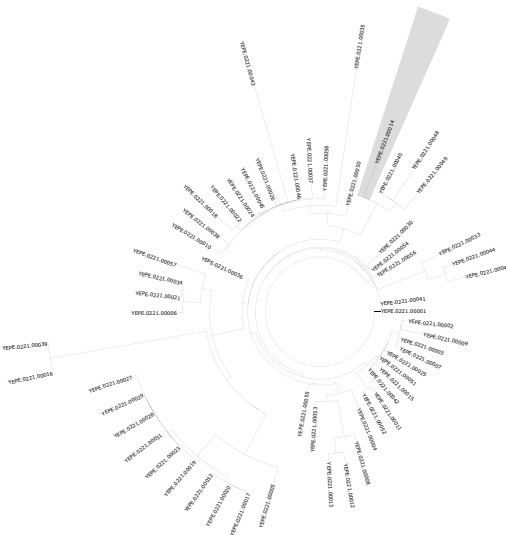 YEPE.0221.00035
YEPE.0221.00043
YEPE.0221.00014
YEPE.0221.00048
YEPE.0221.00049
YEPE.0221.00040
YEPE.0221.00050
YEPE.0221.00038
YEPE.0221.00037
YEPE.0221.00046
YEPE.0221.00026
YEPE.0221.00045
YEPE.0221.00024
YEPE.0221.00022
YEPE.0221.00018
YEPE.0221.00038
YEPE.0221.00010
YEPE.0221.00036
YEPE.0221.00030
YEPE.0221.00054
YEPE.0221.00056
YEPE.0221.00033
YEPE.0221.00044
YEPE.0221.00057
YEPE.0221.00034
YEPE.0221.00021
YEPE.0221.00006
YEPE.0221.00041
YEPE.0221.00001
YEPE.0221.00002
YEPE.0221.00009
YEPE.0221.00003
YEPE.0221.00007
YEPE.0221.00025
YEPE.0221.00051
YEPE.0221.00015
YEPE.0221.00042
YEPE.0221.00011
YEPE.0221.00052
YEPE.0221.00004
YEPE.0221.00008
YEPE.0221.00012
YEPE.0221.00013
YEPE.0221.00053
YEPE.0221.00055
YEPE.0221.00039
YEPE.0221.00016
YEPE.0221.00027
YEPE.0221.00029
YEPE.0221.00028
YEPE.0221.00031
YEPE.0221.00023
YEPE.0221.00019
YEPE.0221.00032
YEPE.0221.00020
YEPE.0221.00017
YEPE.0221.00005